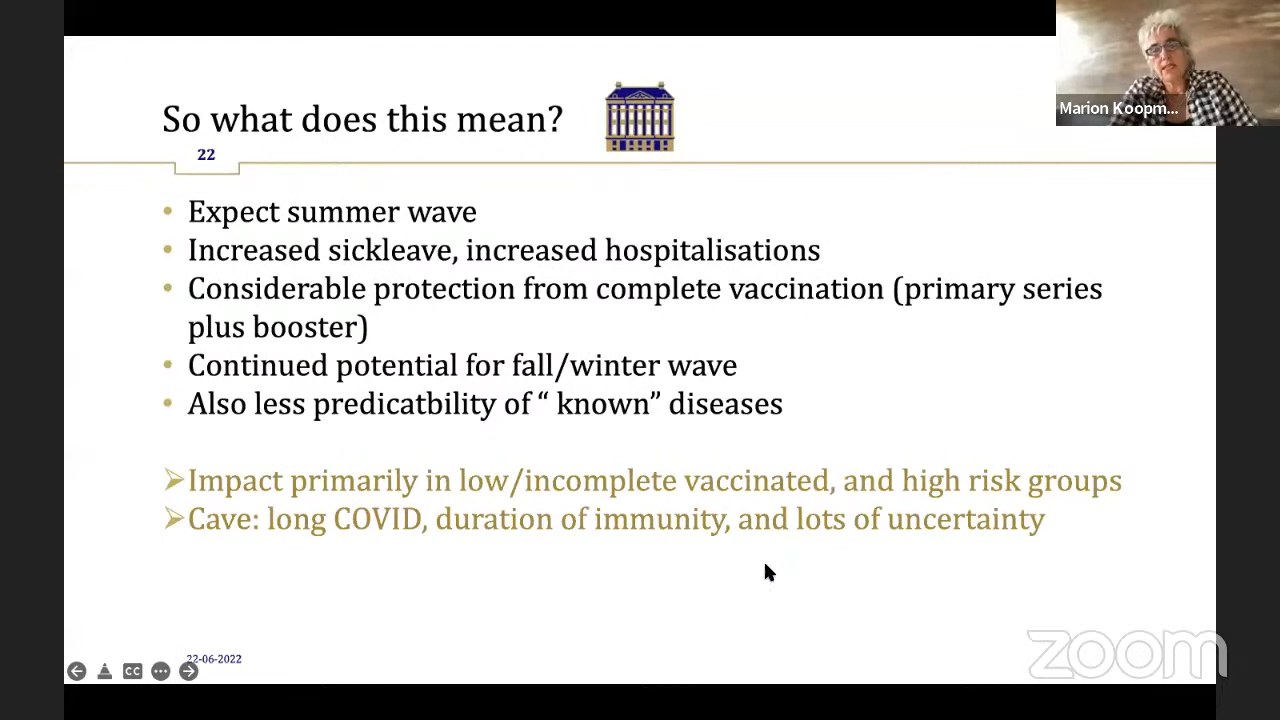 So what does this mean?
22
Marion Koopm...
• Expect summer wave
• Increased sickleave, increased hospitalisations
• Considerable protection from complete vaccination (primary series
plus booster)
• Continued potential for fall/winter wave
• Also less predicatbility of “ known” diseases
➢Impact primarily in low/incomplete vaccinated, and high risk groups
➢Cave: long COVID, duration of immunity, and lots of uncertainty
22-06-2022
CC
zoom